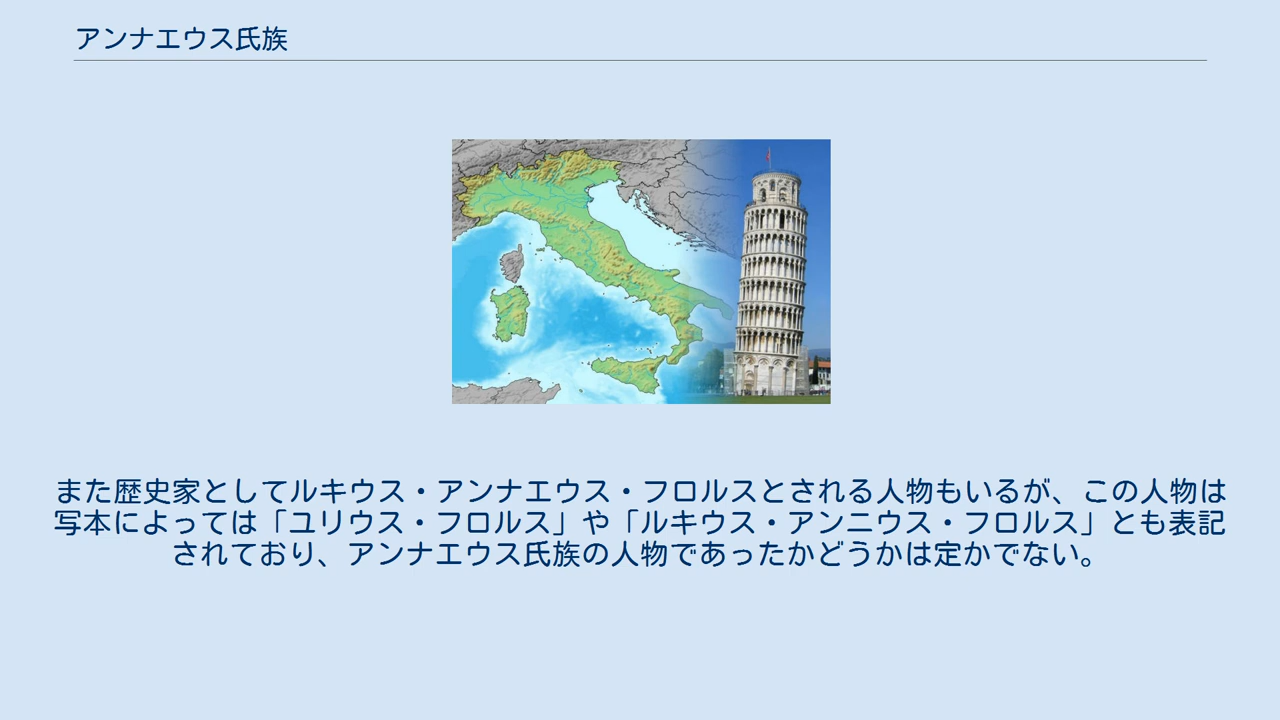 アンナエウス氏族
また歴史家としてルキウス・アンナエウス・フロルスとされる人物もいるが、この人物は
写本によっては「ユリウス・フロルス」や「ルキウス・アンニウス・フロルス」とも表記
されており、アンナエウス氏族の人物であったかどうかは定かでない。